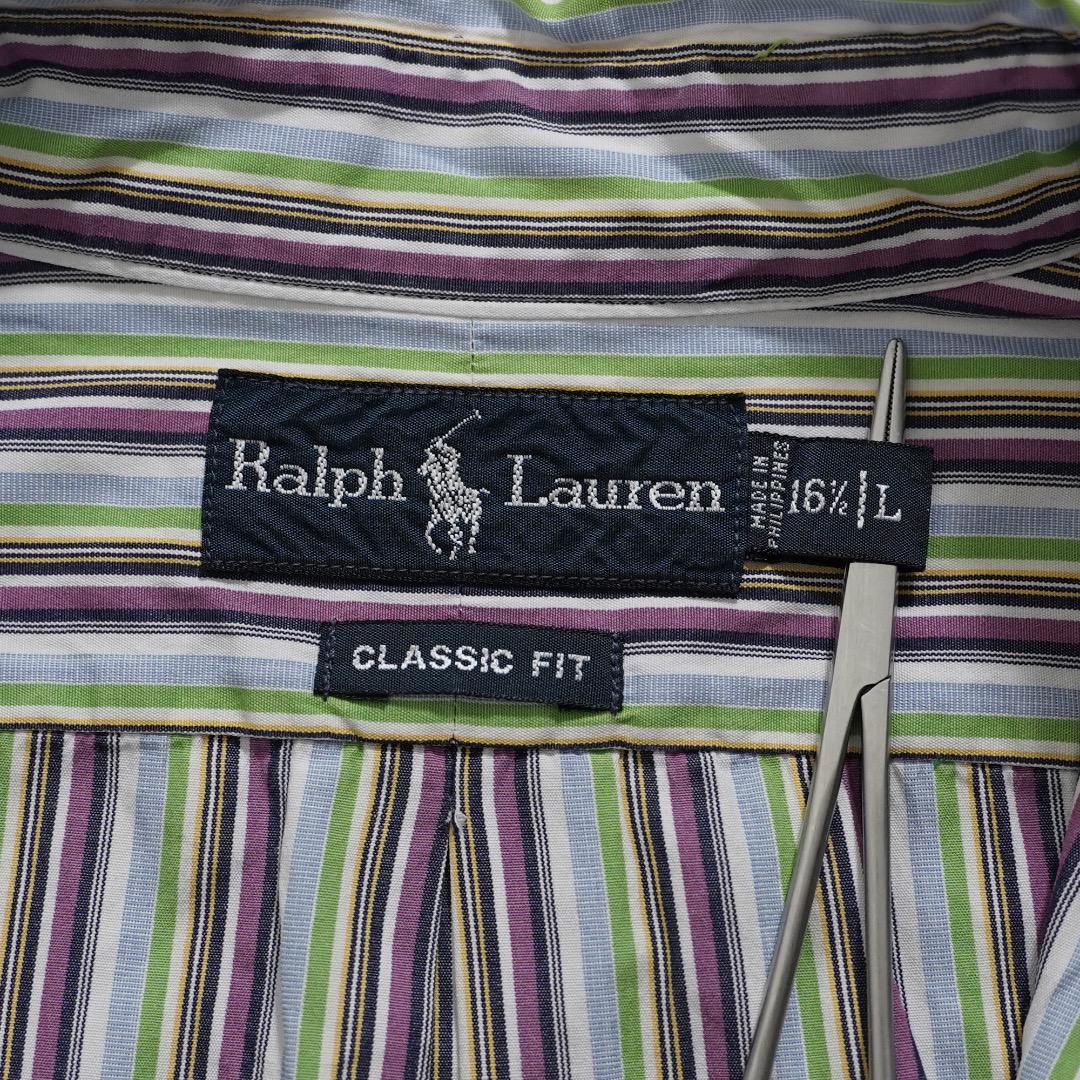 Ralph Lauren
MADE IN
PHILIPPINES
16½ L
CLASSIC FIT